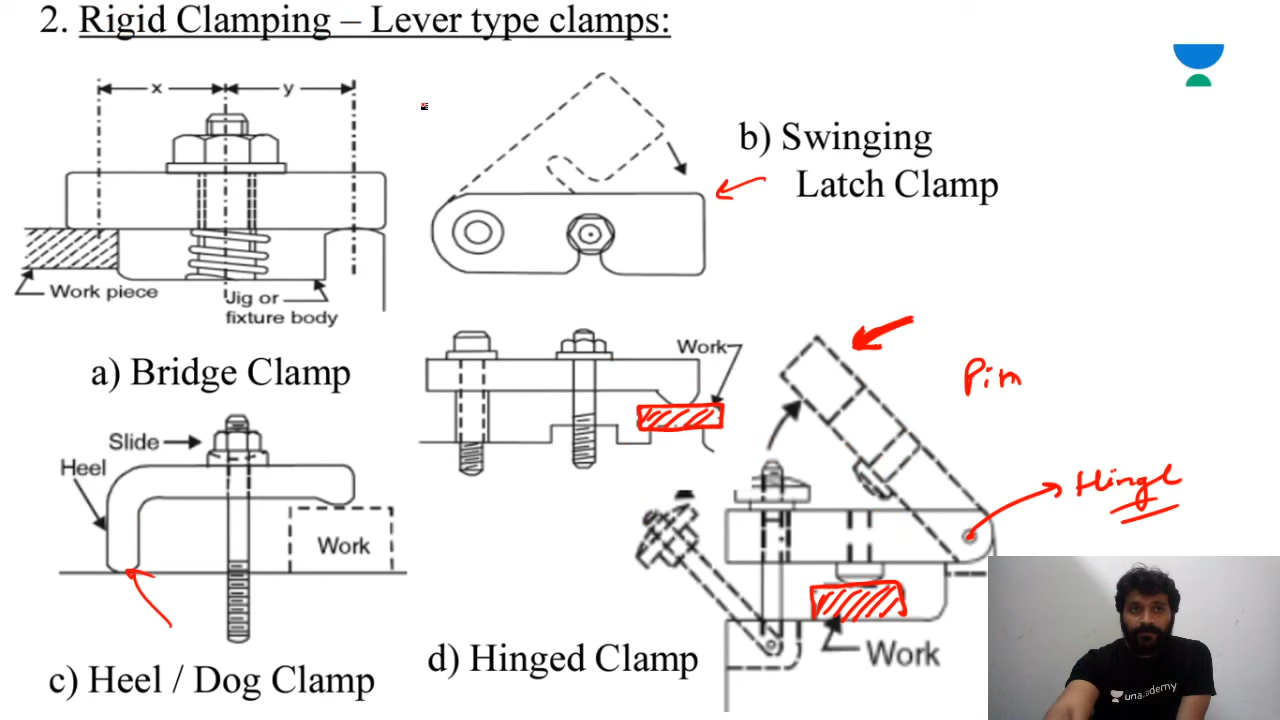 2. Rigid Clamping – Lever type clamps:
x
y
b) Swinging
Latch Clamp
Work piece
Jig or
fixture body
a) Bridge Clamp
Work
Pin
Slide
Heel
Hinge
Work
Work
c) Heel / Dog Clamp
d) Hinged Clamp
unacademy